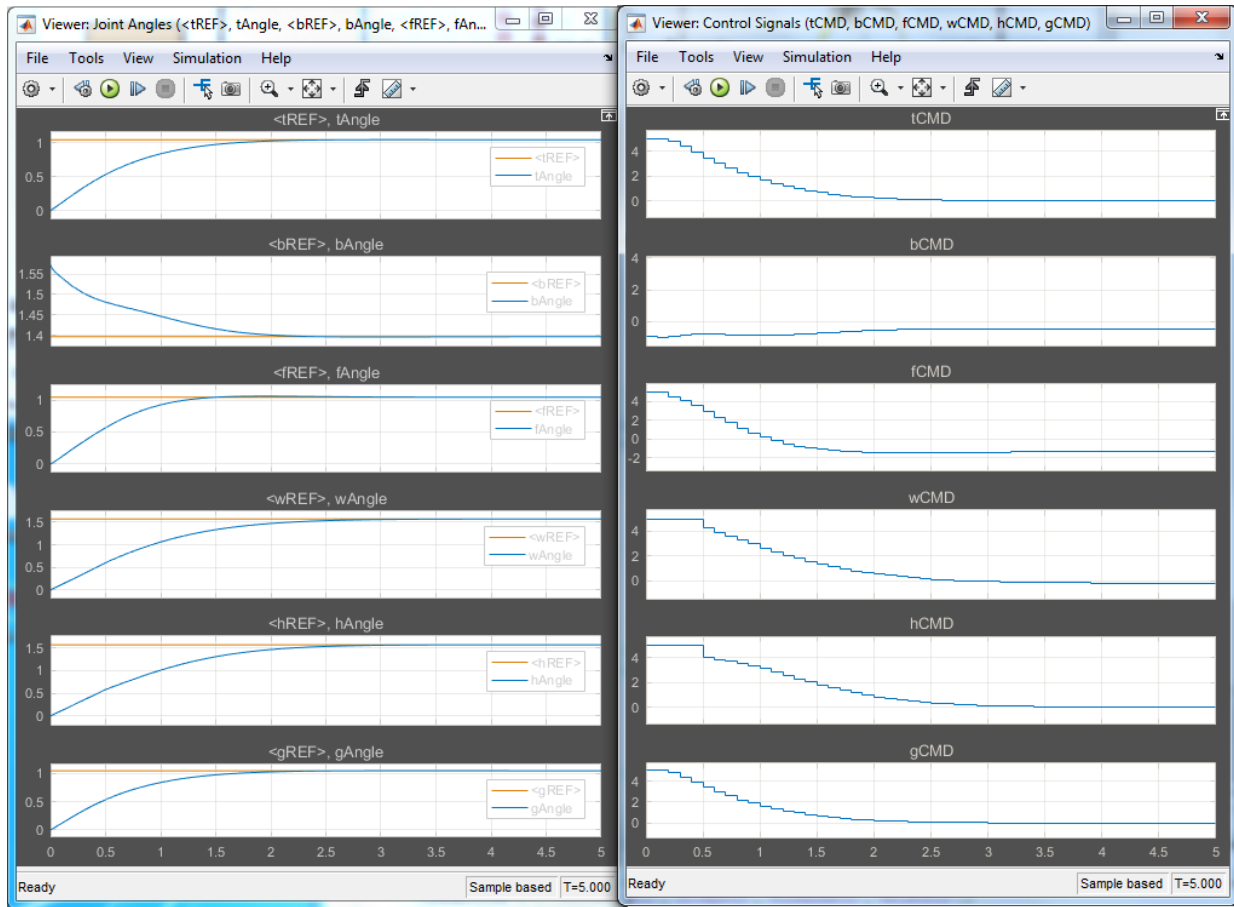 Viewer: Joint Angles (<tREF>, tAngle, <bREF>, bAngle, <fREF>, fAn...
File Tools View Simulation Help
<tREF>, tAngle
1
0.5
0
<tREF>
tAngle
<bREF>, bAngle
1.55
1.5
1.45
1.4
<bREF>
bAngle
<fREF>, fAngle
1
0.5
0
<fREF>
fAngle
<wREF>, wAngle
1.5
1
0.5
0
<wREF>
wAngle
<hREF>, hAngle
1.5
1
0.5
0
<hREF>
hAngle
<gREF>, gAngle
1
0.5
0
<gREF>
gAngle
0 0.5 1 1.5 2 2.5 3 3.5 4 4.5 5
Ready Sample based T=5.000
Viewer: Control Signals (tCMD, bCMD, fCMD, wCMD, hCMD, gCMD)
File Tools View Simulation Help
tCMD
4
2
0
bCMD
4
2
0
fCMD
4
2
0
-2
wCMD
4
2
0
hCMD
4
2
0
gCMD
4
2
0
0 0.5 1 1.5 2 2.5 3 3.5 4 4.5 5
Ready Sample based T=5.000